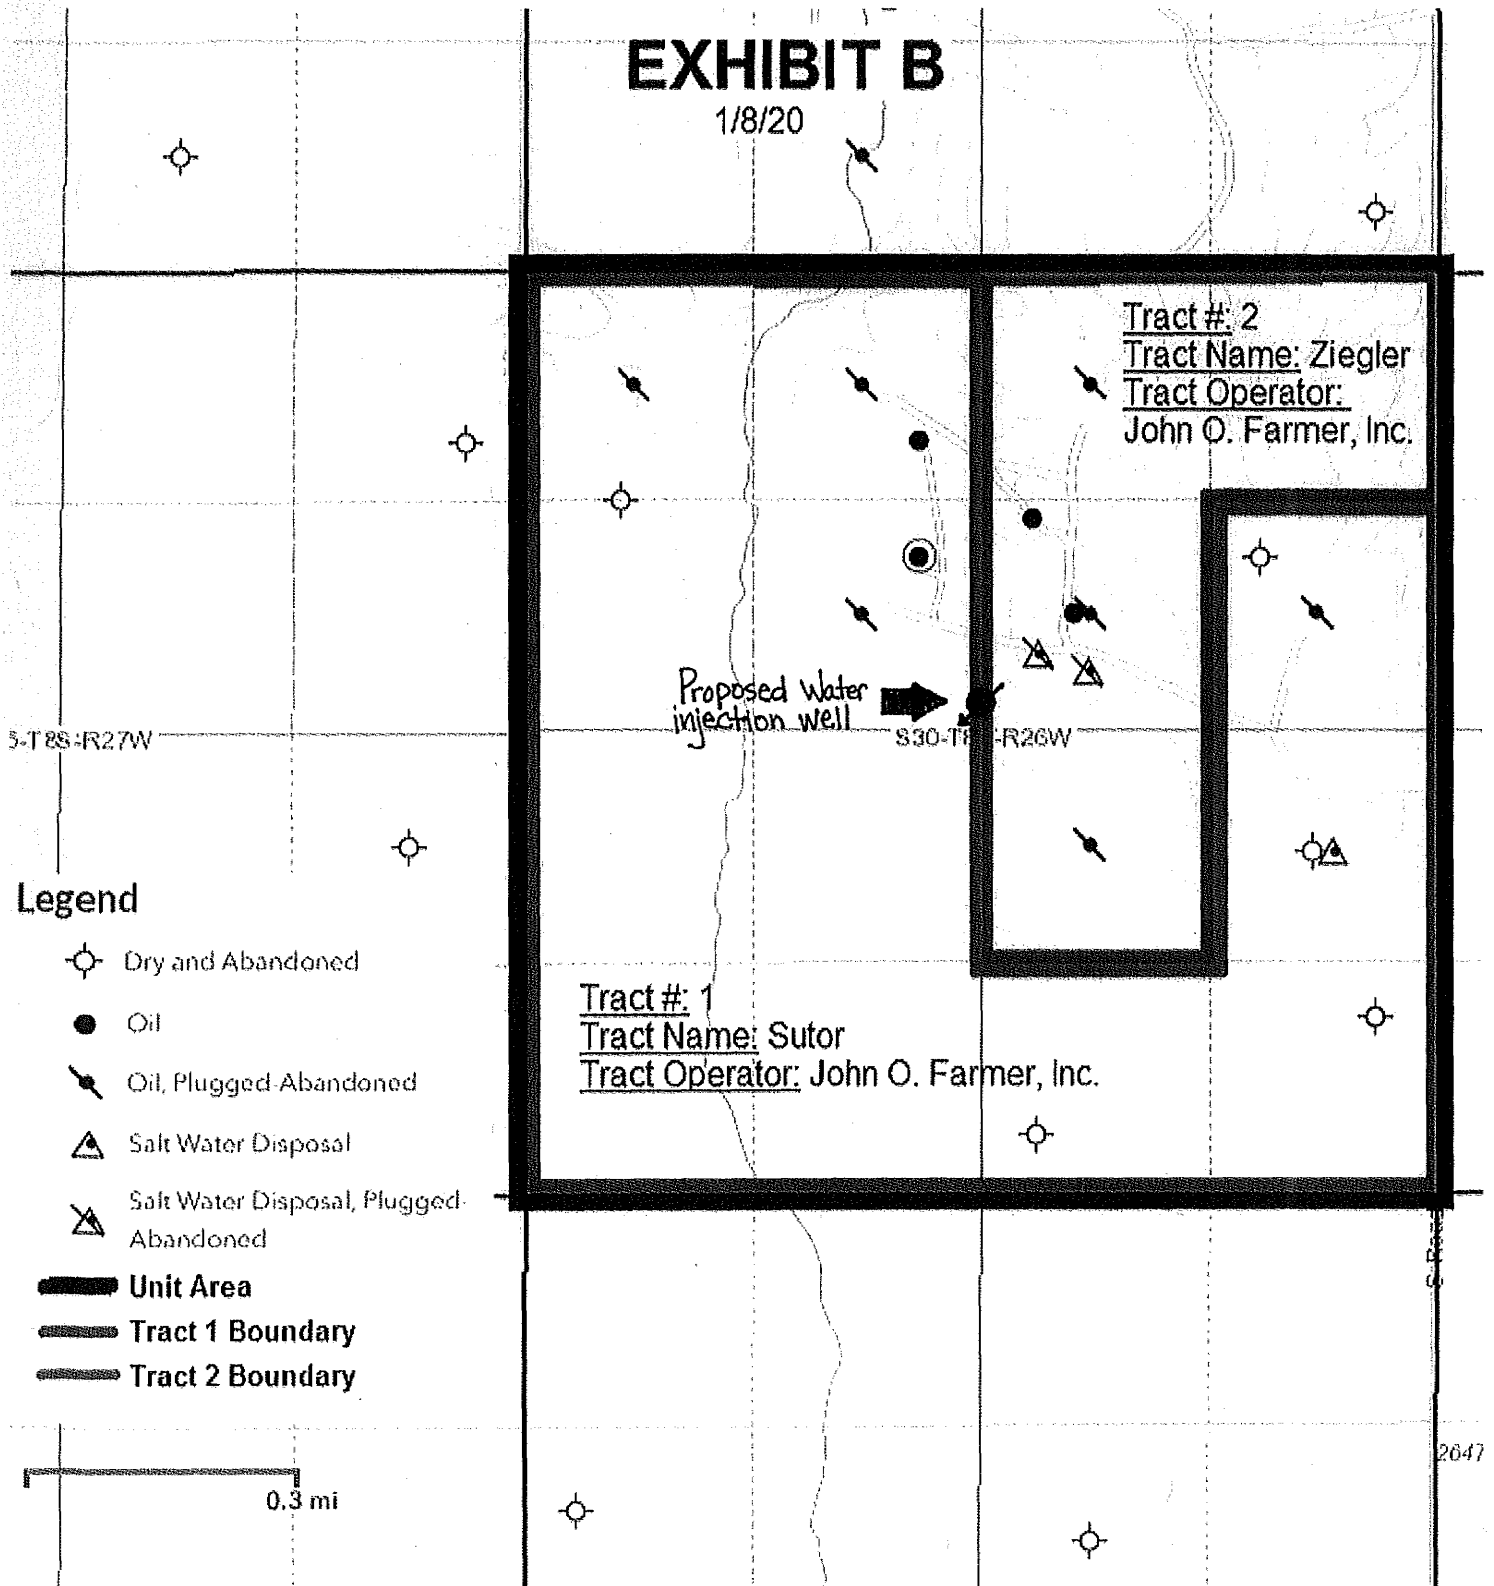 EXHIBIT B
1/8/20
Tract #: 2
Tract Name: Ziegler
Tract Operator:
John O. Farmer, Inc.
Proposed Water
injection well
5-T8S-R27W
S30-T8 -R26W
Legend
Dry and Abandoned
Oil
Oil, Plugged-Abandoned
Salt Water Disposal
Salt Water Disposal, Plugged-
Abandoned
Unit Area
Tract 1 Boundary
Tract 2 Boundary
0.3 mi
Tract #: 1
Tract Name: Sutor
Tract Operator: John O. Farmer, Inc.
2647